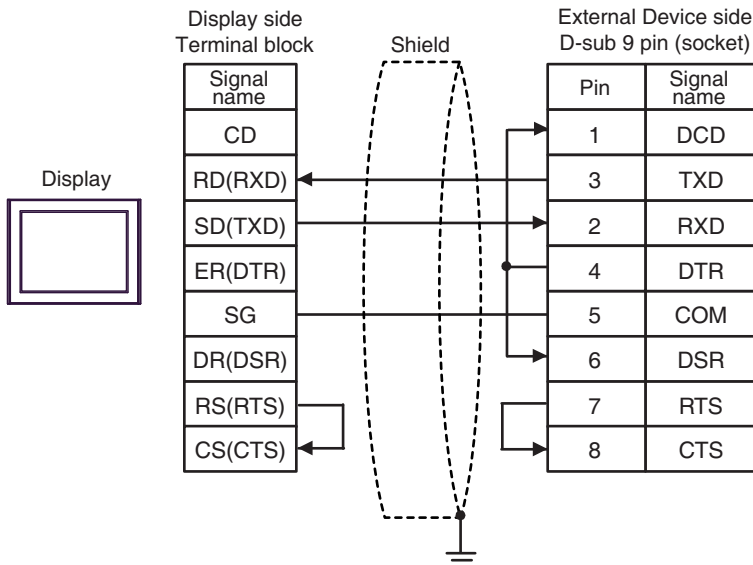 Display side
Terminal block
Shield
External Device side
D-sub 9 pin (socket)
Display
Signal
name
CD
RD(RXD)
SD(TXD)
ER(DTR)
SG
DR(DSR)
RS(RTS)
CS(CTS)
Pin
Signal
name
1
DCD
3
TXD
2
RXD
4
DTR
5
COM
6
DSR
7
RTS
8
CTS